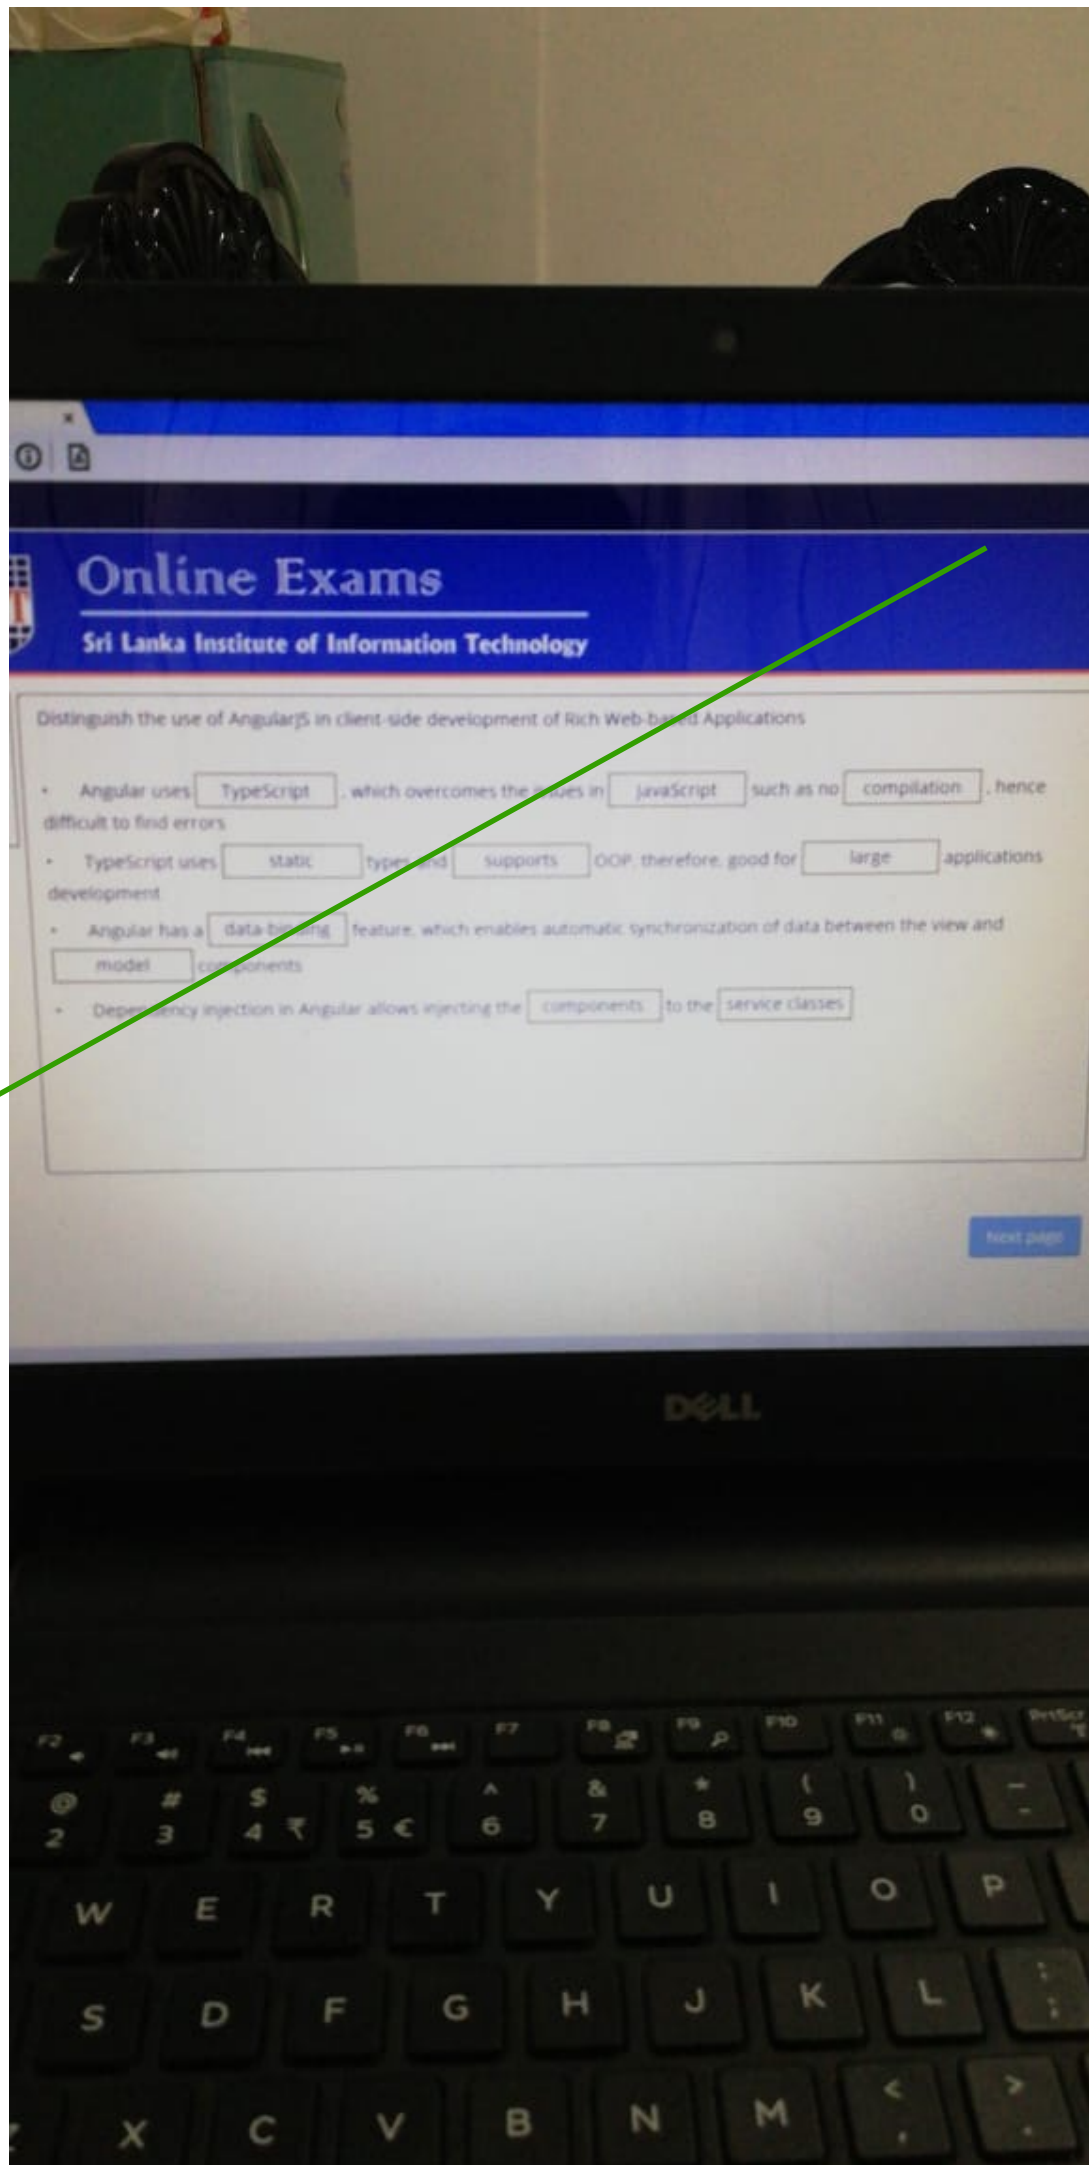 Online Exams
Sri Lanka Institute of Information Technology
Distinguish the use of AngularJS in client-side development of Rich Web-based Applications
• Angular uses TypeScript , which overcomes the issues in JavaScript such as no compilation , hence
difficult to find errors
• TypeScript uses static types and supports OOP, therefore, good for large applications
development
• Angular has a data-binding feature, which enables automatic synchronization of data between the view and
model components
• Dependency injection in Angular allows injecting the components to the service classes
Next page
DELL
F2 F3 F4 F5 F6 F7 F8 F9 F10 F11 F12 PrtScr
@ # $ % ^ & * ( ) _
2 3 4 ₹ 5 € 6 7 8 9 0 -
W E R T Y U I O P
S D F G H J K L : ;
X C V B N M < , > .